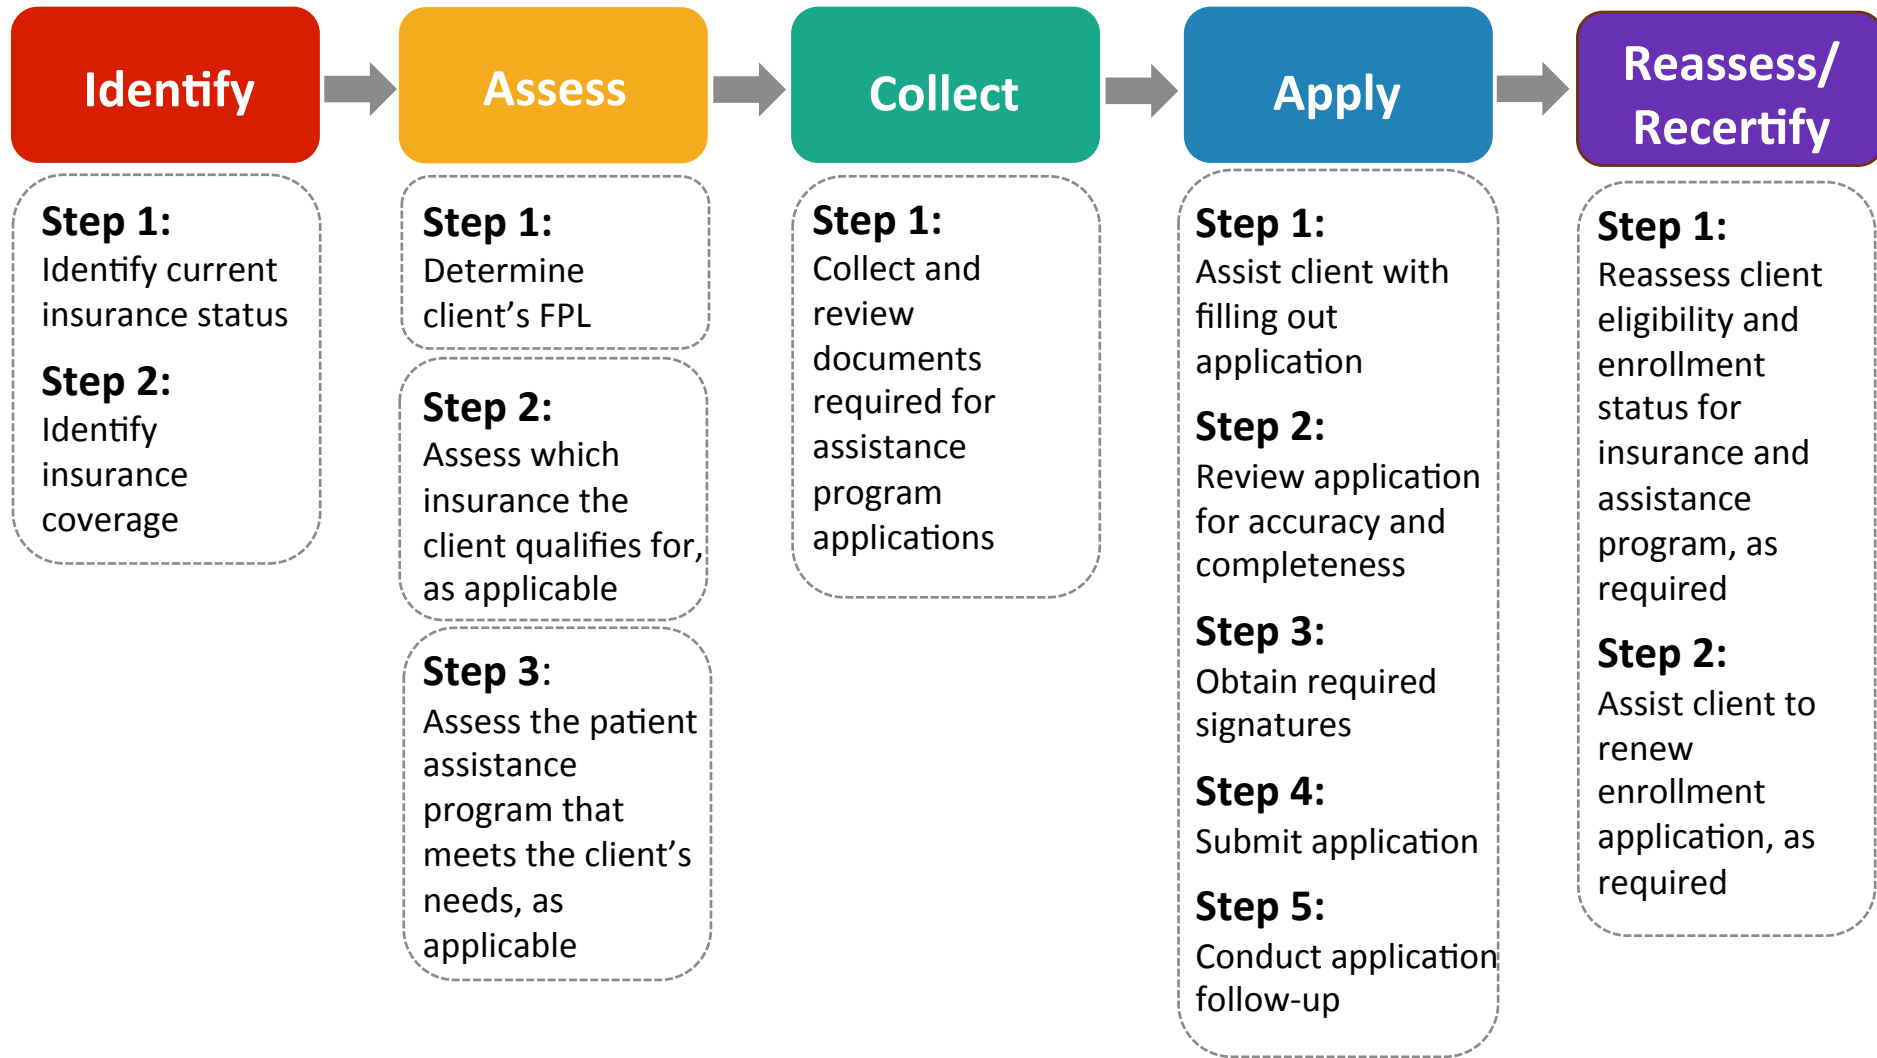 Identify
Assess
Collect
Apply
Reassess/
Recertify
Step 1:
Identify current
insurance status
Step 2:
Identify
insurance
coverage
Step 1:
Determine
client’s FPL
Step 2:
Assess which
insurance the
client qualifies for,
as applicable
Step 3:
Assess the patient
assistance
program that
meets the client’s
needs, as
applicable
Step 1:
Collect and
review
documents
required for
assistance
program
applications
Step 1:
Assist client with
filling out
application
Step 2:
Review application
for accuracy and
completeness
Step 3:
Obtain required
signatures
Step 4:
Submit application
Step 5:
Conduct application
follow-up
Step 1:
Reassess client
eligibility and
enrollment
status for
insurance and
assistance
program, as
required
Step 2:
Assist client to
renew
enrollment
application, as
required